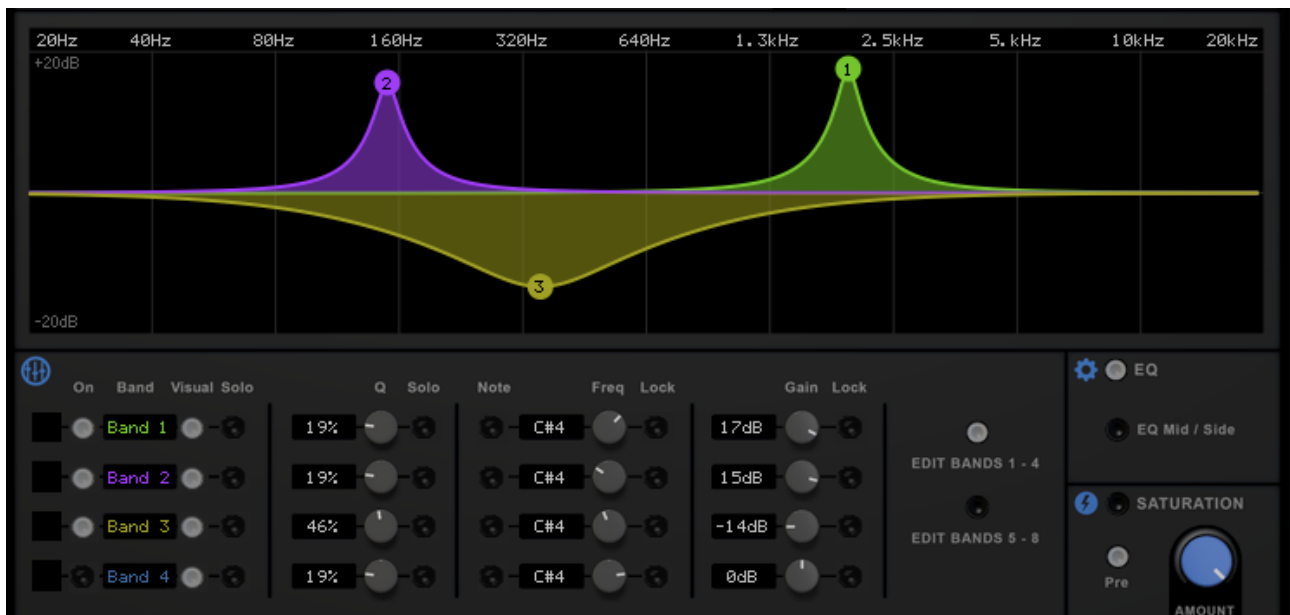 20Hz 40Hz 80Hz 160Hz 320Hz 640Hz 1.3kHz 2.5kHz 5.kHz 10kHz 20kHz
+20dB
1
2
3
-20dB
On Band Visual Solo Q Solo Note Freq Lock Gain Lock
EQ
Band 1 19% C#4 17dB
EQ Mid / Side
EDIT BANDS 1 - 4
Band 2 19% C#4 15dB
SATURATION
Band 3 46% C#4 -14dB
EDIT BANDS 5 - 8
Band 4 19% C#4 0dB
Pre
AMOUNT